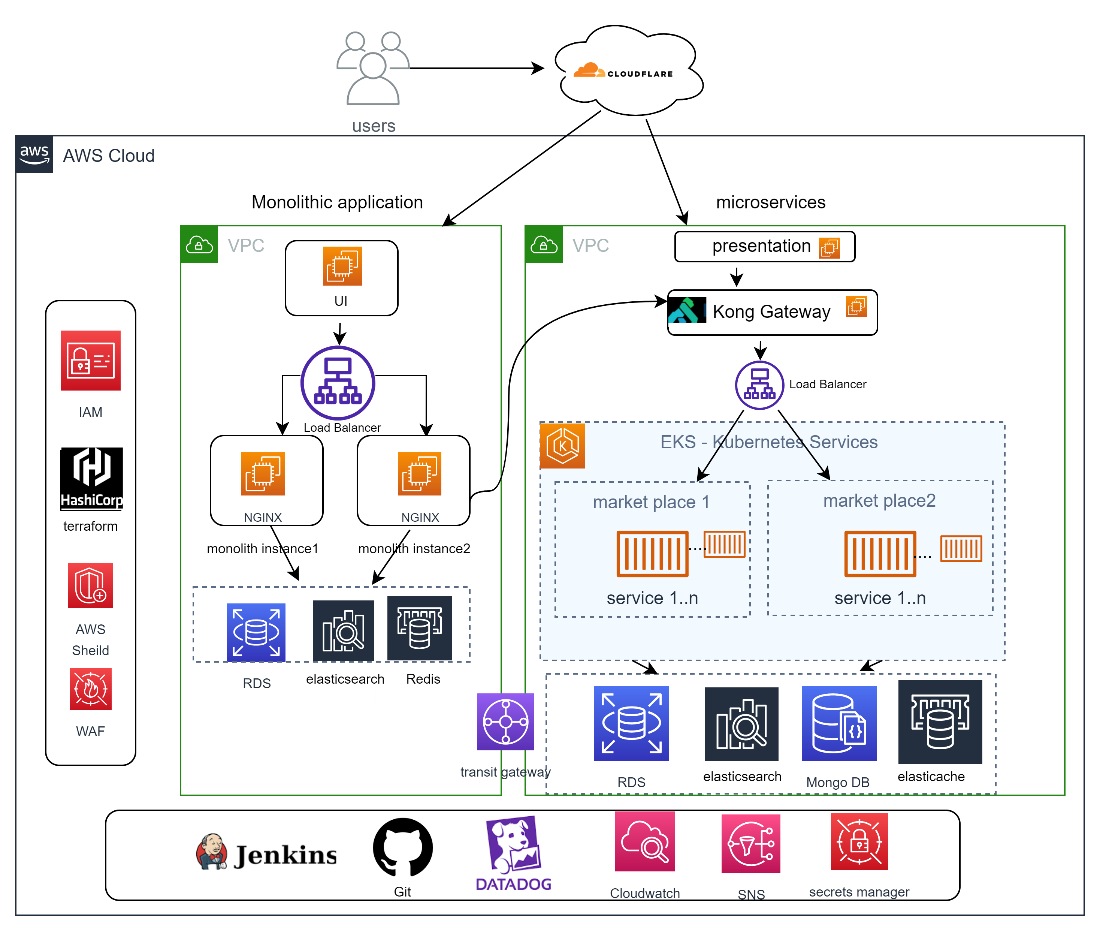 CLOUDFLARE
users
aws
AWS Cloud
Monolithic application
microservices
VPC
UI
Load Balancer
NGINX
NGINX
monolith instance1
monolith instance2
RDS
elasticsearch
Redis
VPC
presentation
Kong Gateway
Load Balancer
EKS - Kubernetes Services
K
market place 1
market place2
service 1..n
service 1..n
RDS
elasticsearch
Mongo DB
elasticache
transit gateway
IAM
HashiCorp
terraform
AWS
Sheild
WAF
Jenkins
Git
DATADOG
Cloudwatch
SNS
secrets manager